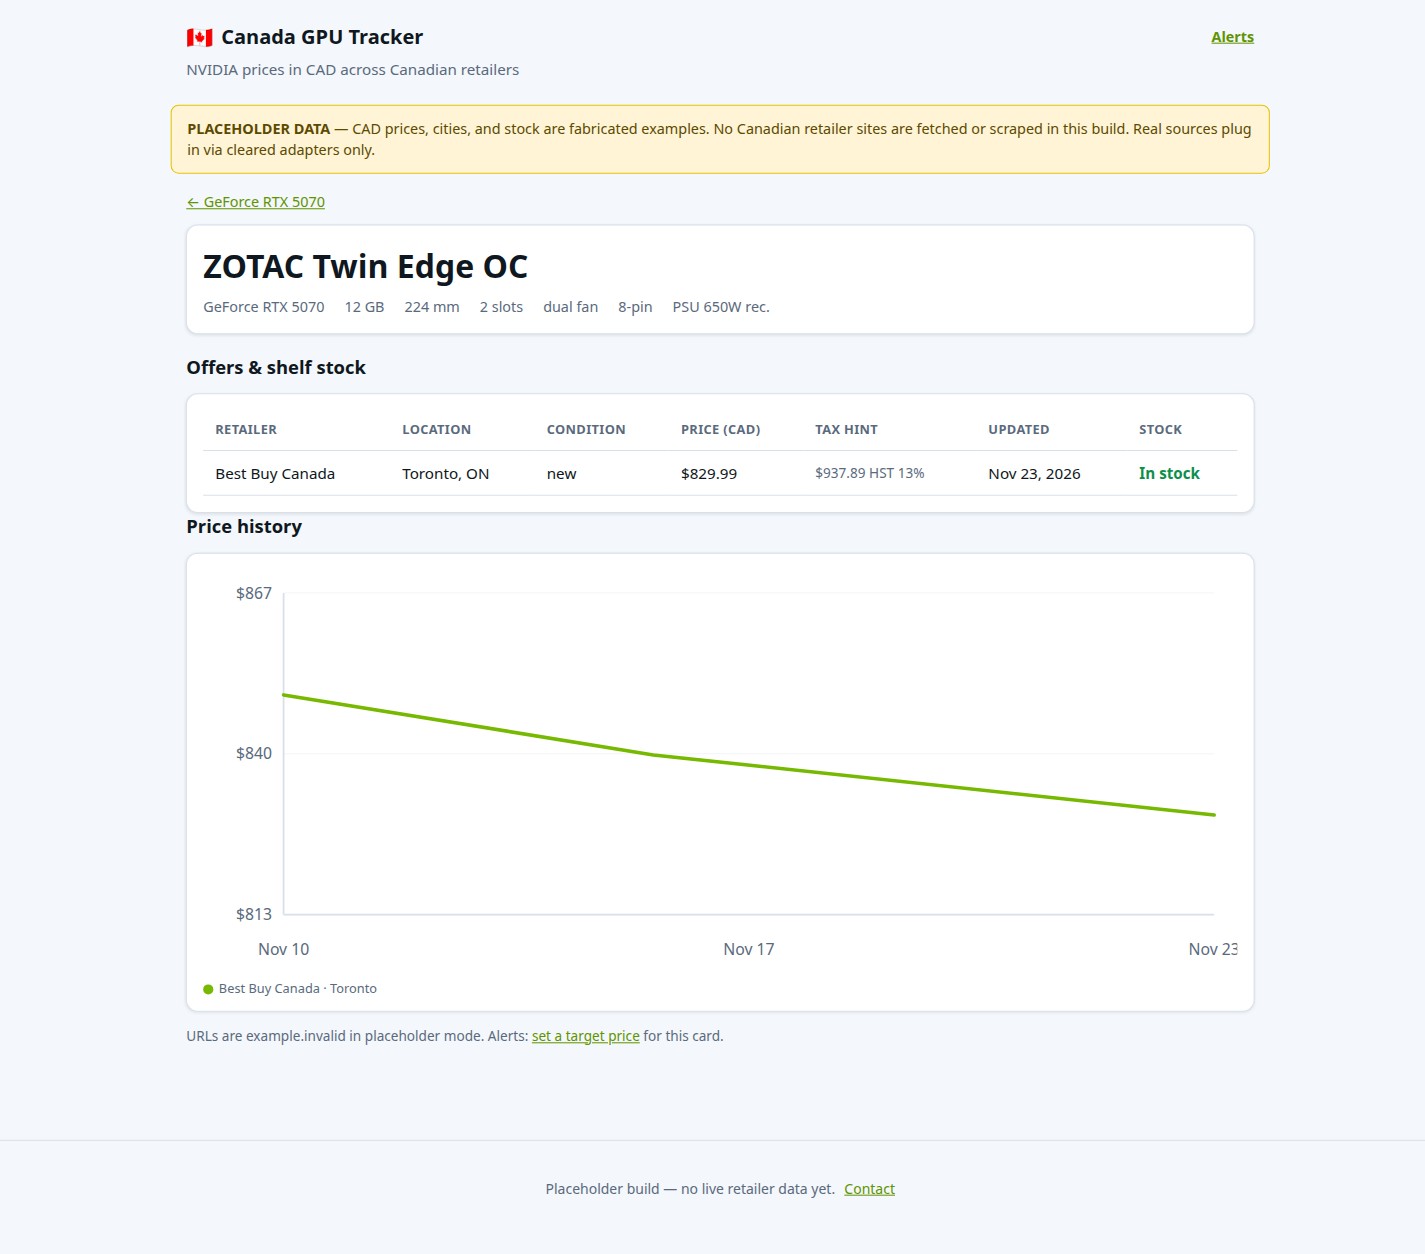 🇨🇦 Canada GPU Tracker
Alerts
NVIDIA prices in CAD across Canadian retailers
PLACEHOLDER DATA — CAD prices, cities, and stock are fabricated examples. No Canadian retailer sites are fetched or scraped in this build. Real sources plug
in via cleared adapters only.
← GeForce RTX 5070
ZOTAC Twin Edge OC
GeForce RTX 5070 12 GB 224 mm 2 slots dual fan 8-pin PSU 650W rec.
Offers & shelf stock
RETAILER LOCATION CONDITION PRICE (CAD) TAX HINT UPDATED STOCK
Best Buy Canada Toronto, ON new $829.99 $937.89 HST 13% Nov 23, 2026 In stock
Price history
$867
$840
$813
Nov 10 Nov 17 Nov 23
Best Buy Canada · Toronto
URLs are example.invalid in placeholder mode. Alerts: set a target price for this card.
Placeholder build — no live retailer data yet. Contact